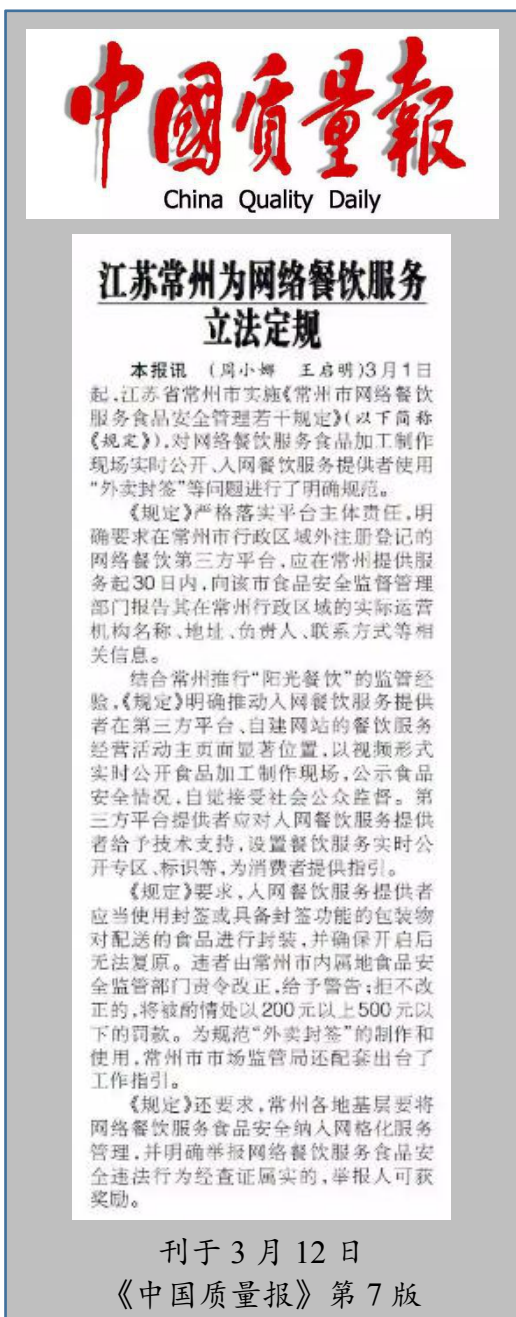 中國质量報
China Quality Daily
江苏常州为网络餐饮服务
立法定规
本报讯 （周小娜 王启明)3月1日
起,江苏省常州市实施《常州市网络餐饮
服务食品安全管理若干规定》(以下简称
《规定》),对网络餐饮服务食品加工制作
现场实时公开、入网餐饮服务提供者使用
“外卖封签”等问题进行了明确规范。
《规定》严格落实平台主体责任,明
确要求在常州市行政区域外注册登记的
网络餐饮第三方平台,应在常州提供服
务起30日内,向该市食品安全监督管理
部门报告其在常州行政区域的实际运营
机构名称、地址、负责人、联系方式等相
关信息。
结合常州推行“阳光餐饮”的监管经
验,《规定》明确推动入网餐饮服务提供
者在第三方平台、自建网站的餐饮服务
经营活动主页面显著位置,以视频形式
实时公开食品加工制作现场,公示食品
安全情况,自觉接受社会公众监督。第
三方平台提供者应对入网餐饮服务提供
者给予技术支持,设置餐饮服务实时公
开专区、标识等,为消费者提供指引。
《规定》要求,入网餐饮服务提供者
应当使用封签或具备封签功能的包装物
对配送的食品进行封装,并确保开启后
无法复原。违者由常州市内属地食品安
全监管部门责令改正,给予警告;拒不改
正的,将被酌情处以200元以上500元以
下的罚款。为规范“外卖封签”的制作和
使用,常州市市场监管局还配套出台了
工作指引。
《规定》还要求,常州各地基层要将
网络餐饮服务食品安全纳入网格化服务
管理,并明确举报网络餐饮服务食品安
全违法行为经查证属实的,举报人可获
奖励。
刊于 3 月 12 日
《中国质量报》第 7 版